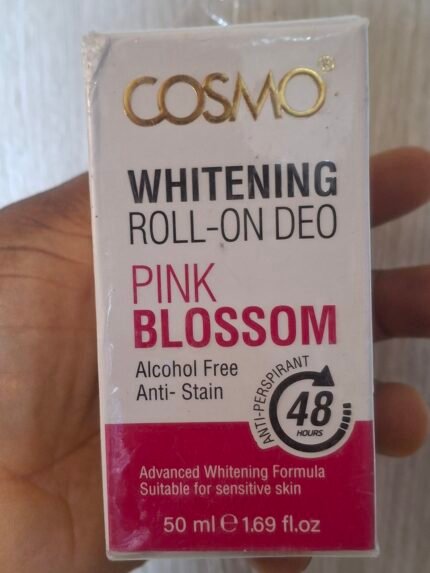 COSMO®
WHITENING
ROLL-ON DEO
PINK
BLOSSOM
Alcohol Free
Anti- Stain
ANTI-PERSPIRANT
48
HOURS
Advanced Whitening Formula
Suitable for sensitive skin
50 ml ℮ 1.69 fl.oz